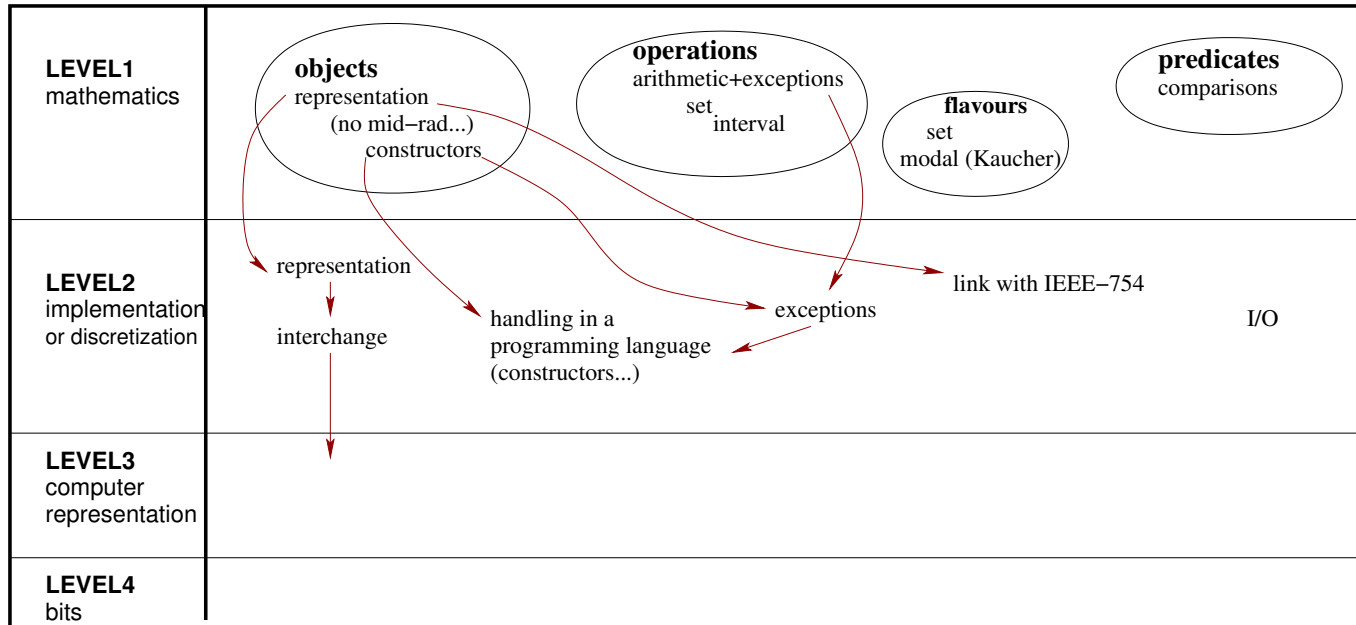 LEVEL1
mathematics
objects
representation
(no mid−rad...)
constructors
operations
arithmetic+exceptions
set
interval
flavours
set
modal (Kaucher)
predicates
comparisons
LEVEL2
implementation
or discretization
representation
interchange
handling in a
programming language
(constructors...)
exceptions
link with IEEE−754
I/O
LEVEL3
computer
representation
LEVEL4
bits